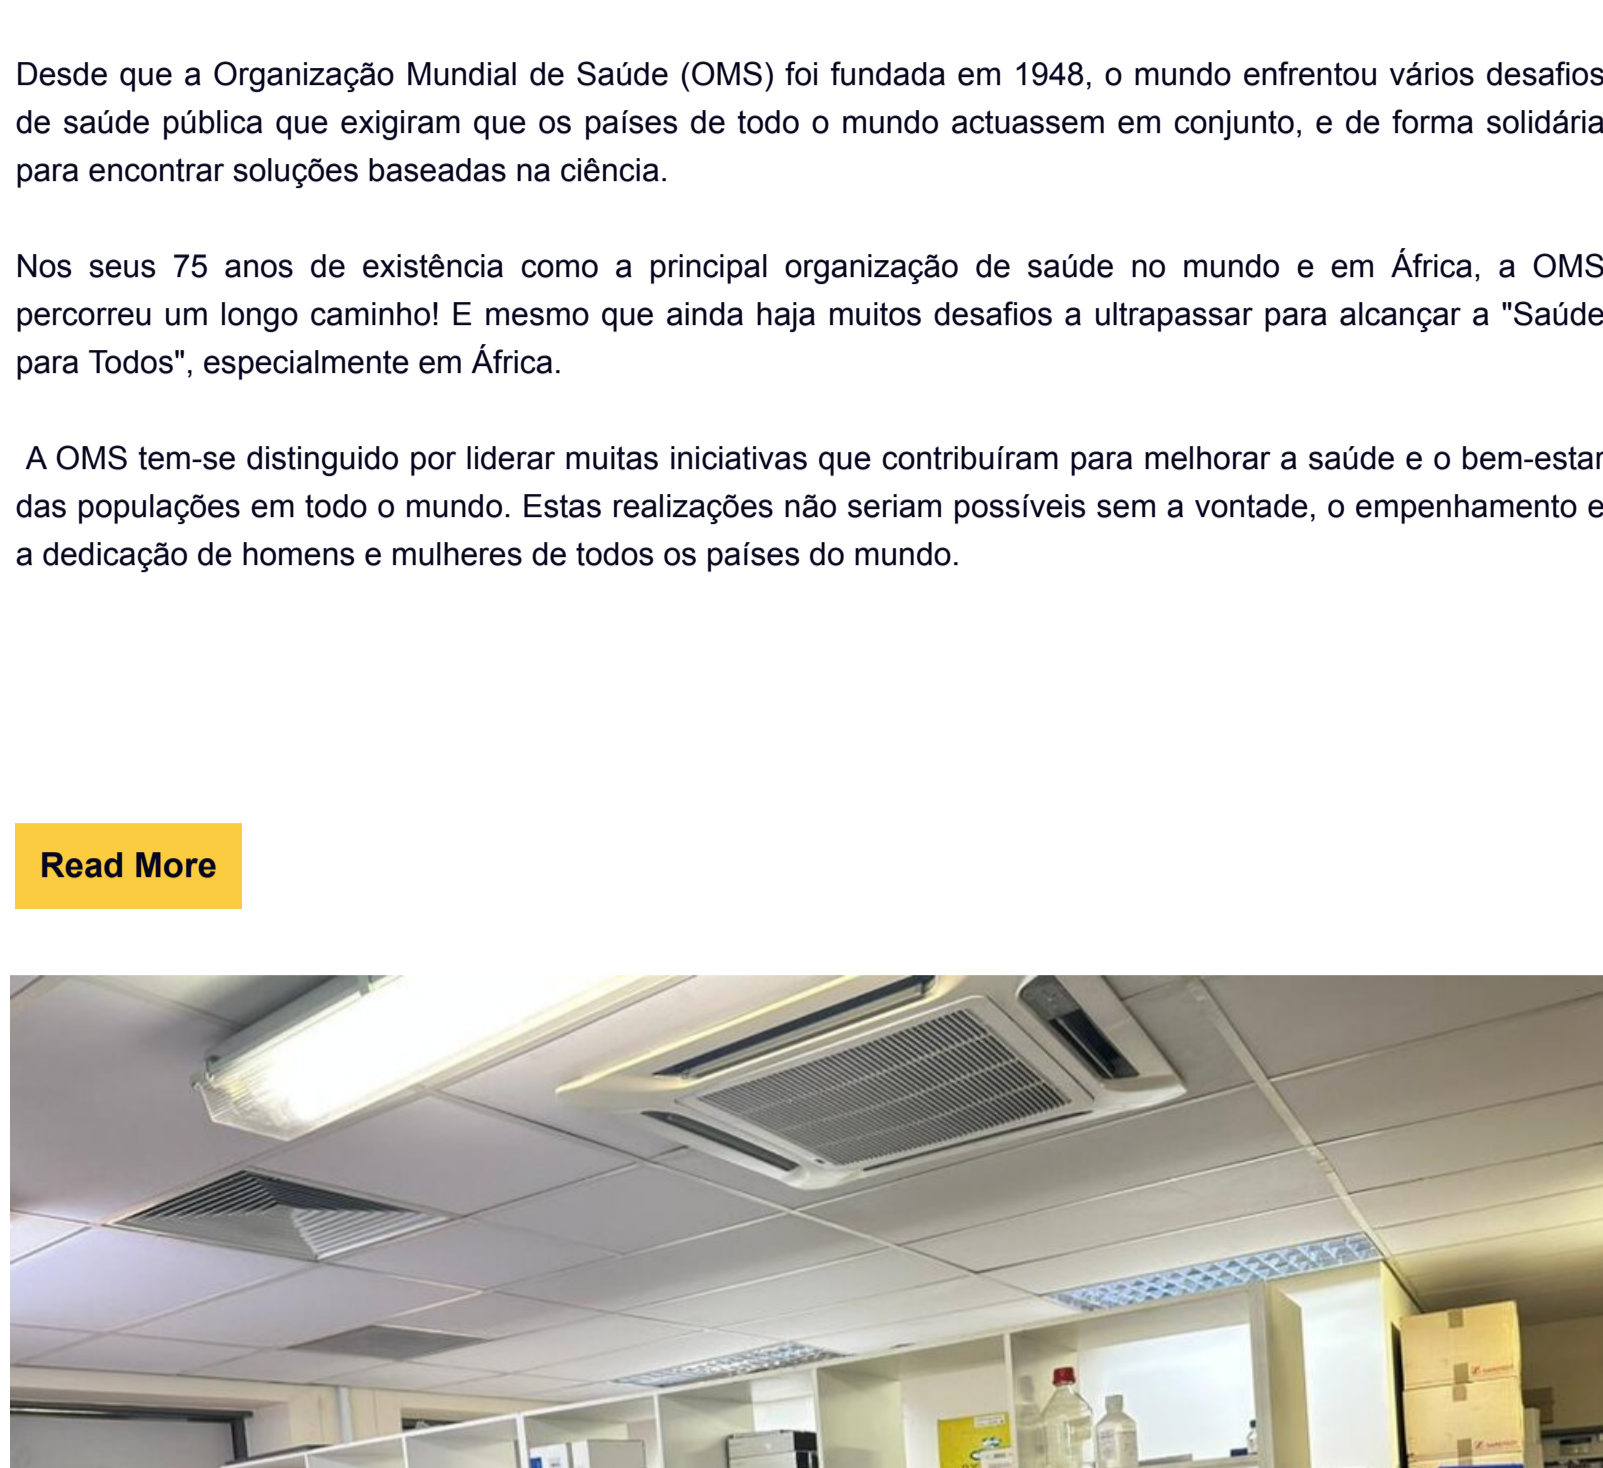 Desde que a Organização Mundial de Saúde (OMS) foi fundada em 1948, o mundo enfrentou vários desafios
de saúde pública que exigiram que os países de todo o mundo actuassem em conjunto, e de forma solidária
para encontrar soluções baseadas na ciência.
Nos seus 75 anos de existência como a principal organização de saúde no mundo e em África, a OMS
percorreu um longo caminho! E mesmo que ainda haja muitos desafios a ultrapassar para alcançar a "Saúde
para Todos", especialmente em África.
A OMS tem-se distinguido por liderar muitas iniciativas que contribuíram para melhorar a saúde e o bem-estar
das populações em todo o mundo. Estas realizações não seriam possíveis sem a vontade, o empenhamento e
a dedicação de homens e mulheres de todos os países do mundo.
Read More